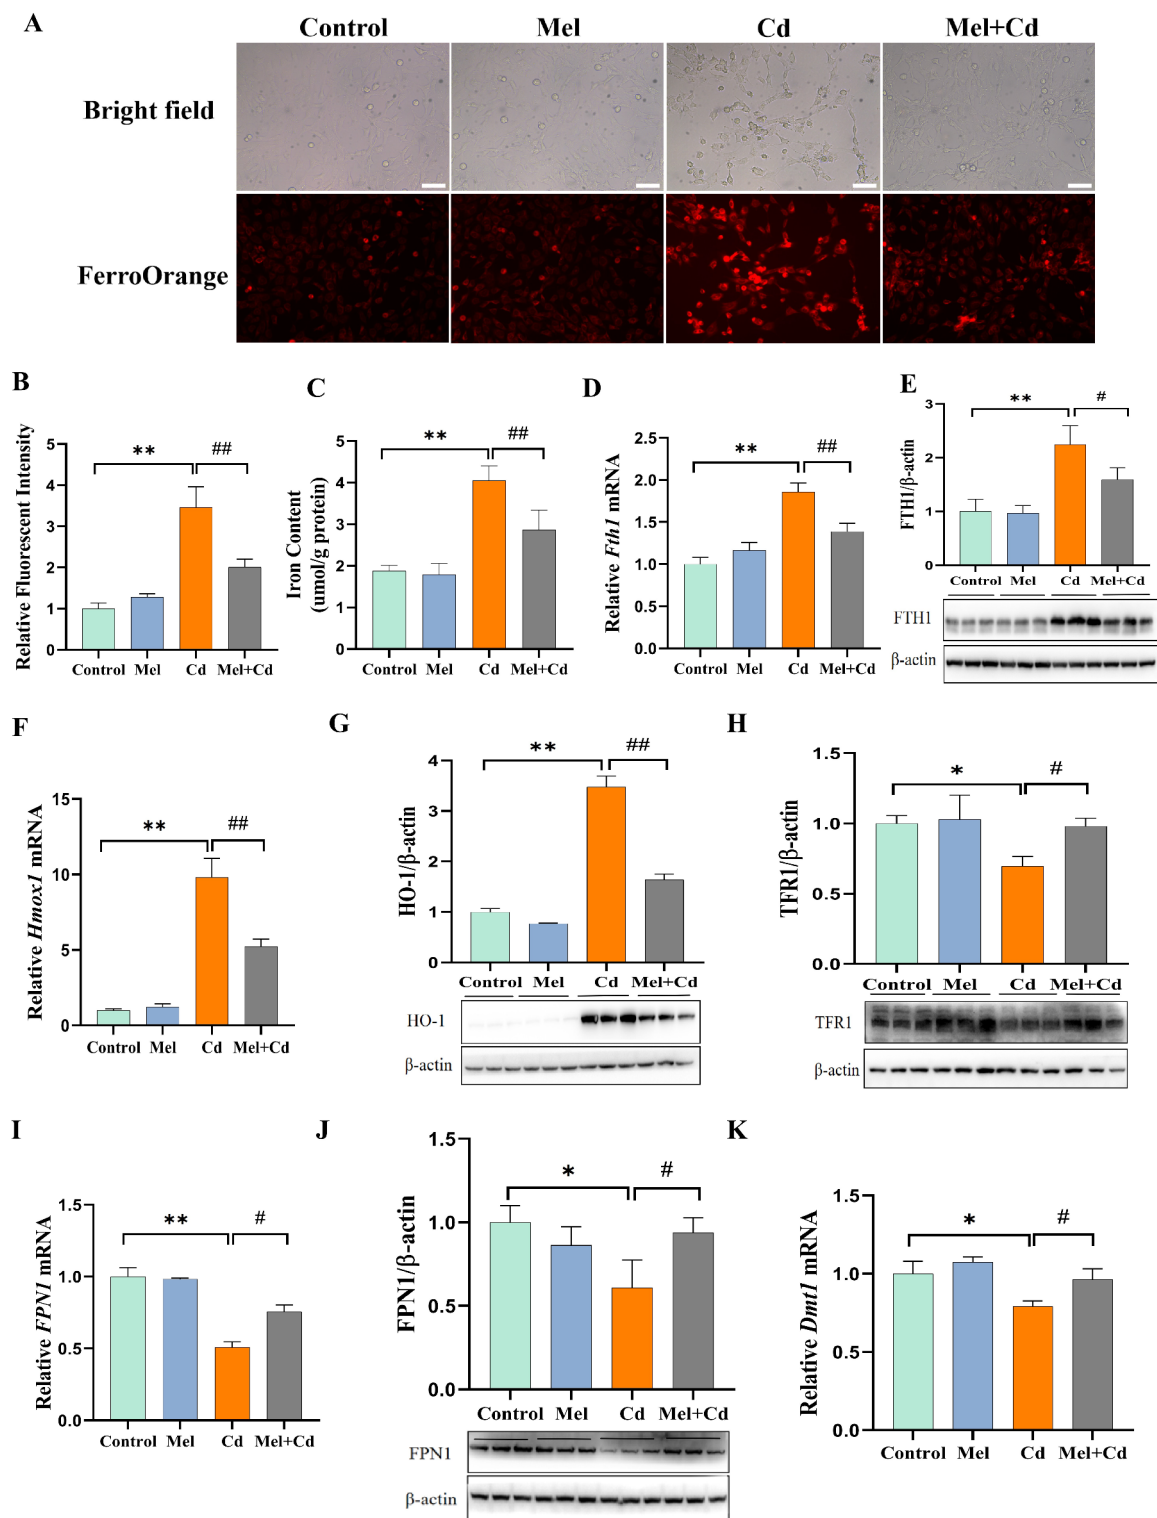 A
Control Mel Cd Mel+Cd
Bright field
FerroOrange
B
Relative Fluorescent Intensity
5
4
3
2
1
0
** ##
Control Mel Cd Mel+Cd
C
Iron Content
(umol/g protein)
5
4
3
2
1
0
** ##
Control Mel Cd Mel+Cd
D
Relative Fth1 mRNA
2.5
2.0
1.5
1.0
0.5
0.0
** ##
Control Mel Cd Mel+Cd
E
FTH1/β-actin
3
2
1
0
** #
Control Mel Cd Mel+Cd
FTH1
β-actin
F
Relative Hmox1 mRNA
15
10
5
0
** ##
Control Mel Cd Mel+Cd
G
HO-1/β-actin
4
3
2
1
0
** ##
Control Mel Cd Mel+Cd
HO-1
β-actin
H
TFR1/β-actin
1.5
1.0
0.5
0.0
* #
Control Mel Cd Mel+Cd
TFR1
β-actin
I
Relative FPN1 mRNA
1.5
1.0
0.5
0.0
** #
Control Mel Cd Mel+Cd
J
FPN1/β-actin
1.5
1.0
0.5
0.0
* #
Control Mel Cd Mel+Cd
FPN1
β-actin
K
Relative Dmt1 mRNA
1.5
1.0
0.5
0.0
* #
Control Mel Cd Mel+Cd